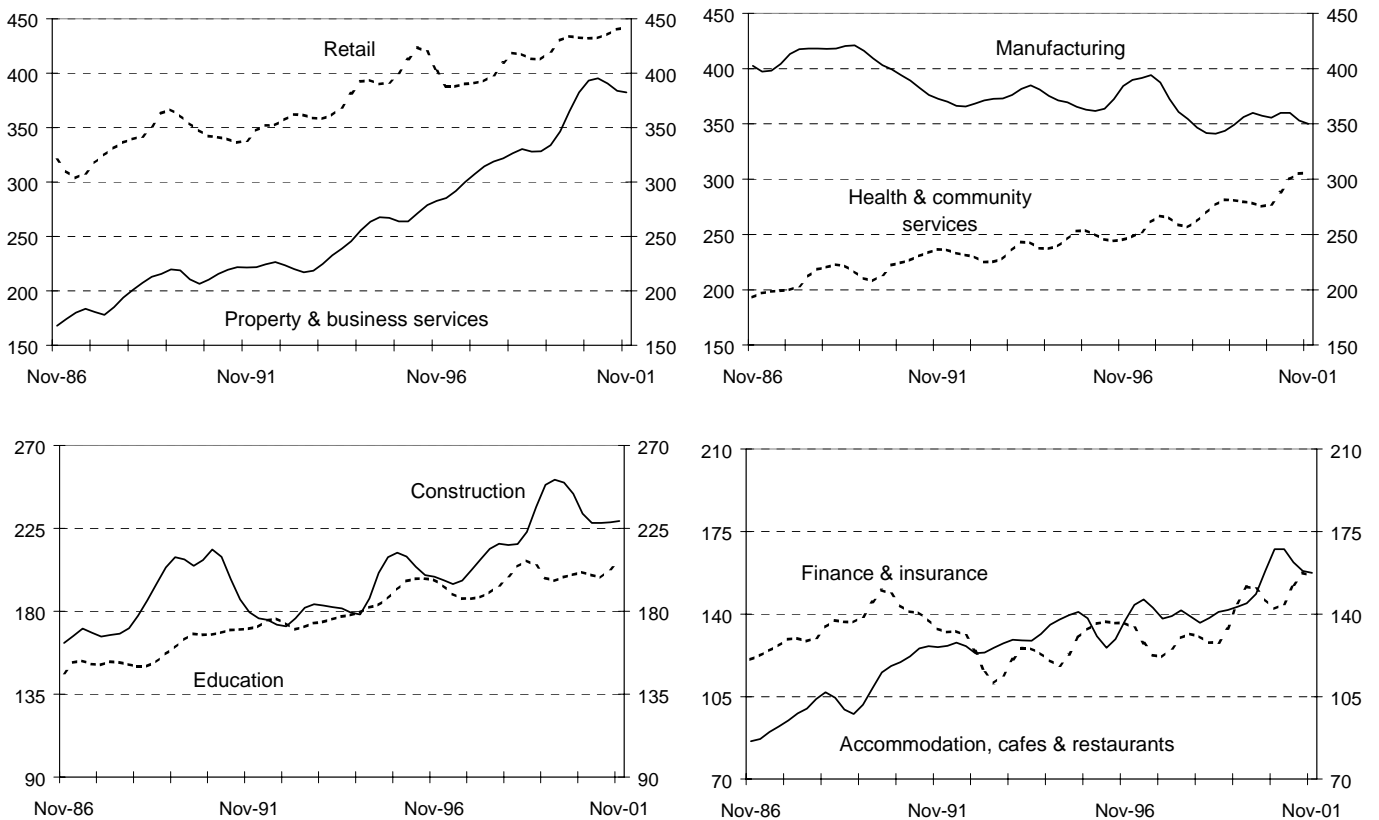 450 450
Retail
400 400
350 350
300 300
250 250
200 200
Property & business services
150 150
Nov-86 Nov-91 Nov-96 Nov-01
450 450
Manufacturing
400 400
350 350
300 300
Health & community
services
250 250
200 200
150 150
Nov-86 Nov-91 Nov-96 Nov-01
270 270
Construction
225 225
180 180
Education
135 135
90 90
Nov-86 Nov-91 Nov-96 Nov-01
210 210
175 175
Finance & insurance
140 140
105 105
Accommodation, cafes & restaurants
70 70
Nov-86 Nov-91 Nov-96 Nov-01